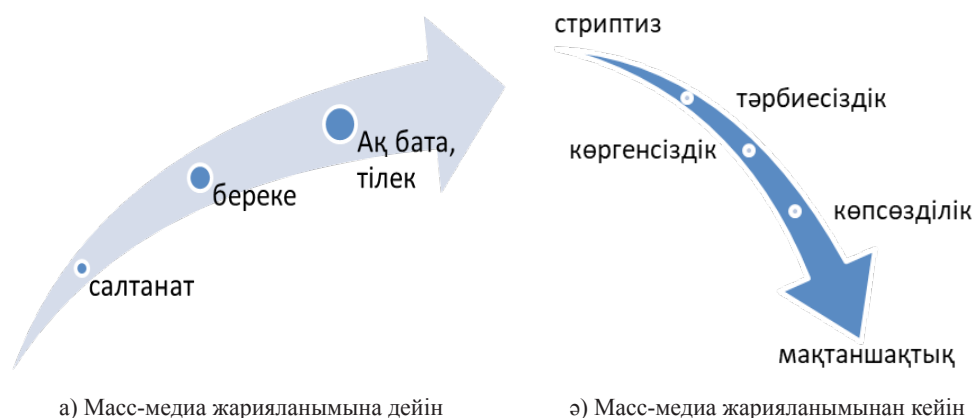 салтанат
береке
Ақ бата,
тілек
а) Масс-медиа жарияланымына дейін
стриптиз
тәрбиесіздік
көргенсіздік
көпсөзділік
мақтаншақтық
ә) Масс-медиа жарияланымынан кейін